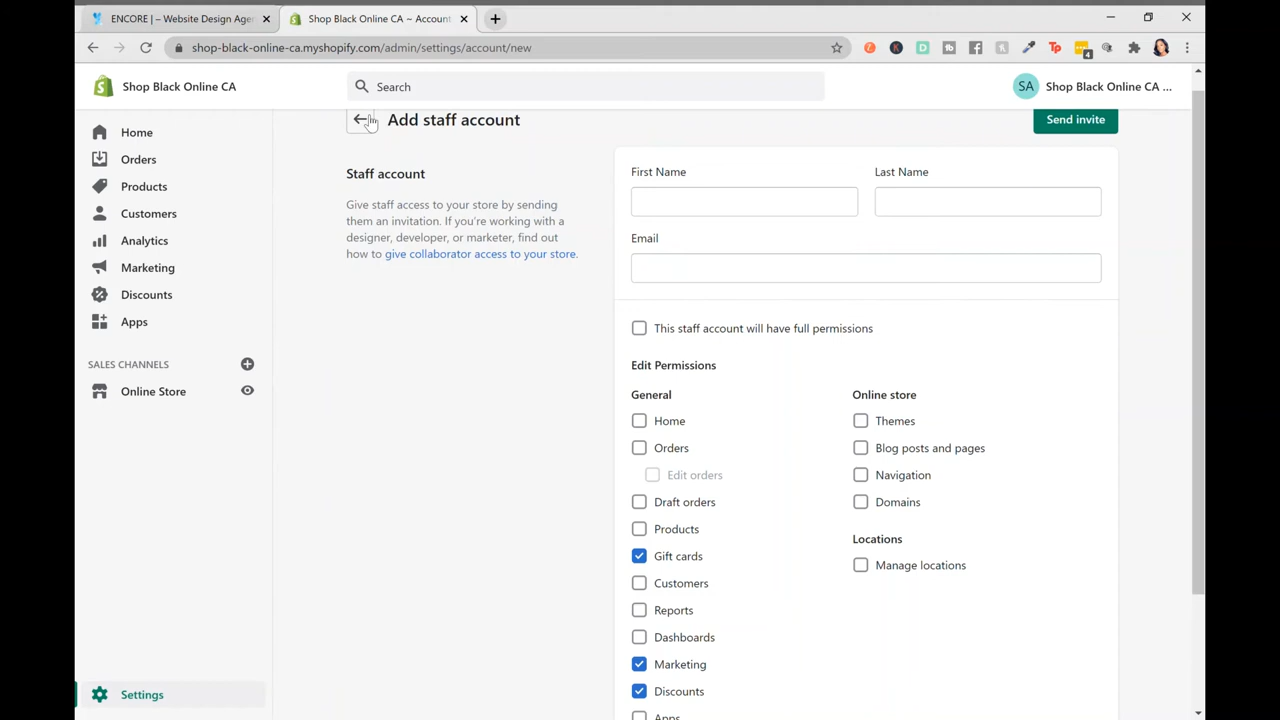 ENCORE | – Website Design Age
Shop Black Online CA ~ Account
shop-black-online-ca.myshopify.com/admin/settings/account/new
Tp
4
Shop Black Online CA
Search
SA
Shop Black Online CA ...
Home
Orders
Products
Customers
Analytics
Marketing
Discounts
Apps
SALES CHANNELS
Online Store
Settings
Add staff account
Send invite
Staff account
Give staff access to your store by sending
them an invitation. If you're working with a
designer, developer, or marketer, find out
how to give collaborator access to your store.
First Name
Last Name
Email
This staff account will have full permissions
Edit Permissions
General
Home
Orders
Edit orders
Draft orders
Products
Gift cards
Customers
Reports
Dashboards
Marketing
Discounts
Apps
Online store
Themes
Blog posts and pages
Navigation
Domains
Locations
Manage locations